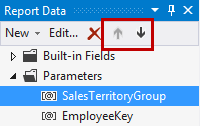 Report Data
New Edit...
Built-in Fields
Parameters
[@] SalesTerritoryGroup
[@] EmployeeKey